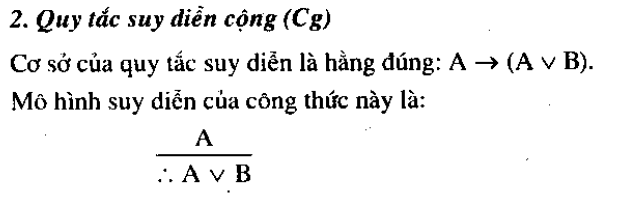 2. Quy tắc suy diễn cộng (Cg)
Cơ sở của quy tắc suy diễn là hằng đúng: A → (A ∨ B).
Mô hình suy diễn của công thức này là:
A
∴ A ∨ B